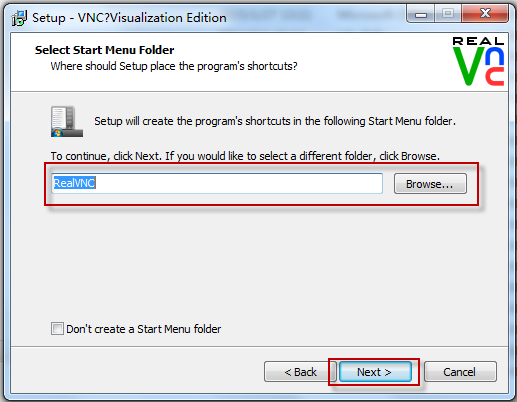 Setup - VNC?Visualization Edition
Select Start Menu Folder
Where should Setup place the program's shortcuts?
REAL
VNC
Setup will create the program's shortcuts in the following Start Menu folder.
To continue, click Next. If you would like to select a different folder, click Browse.
RealVNC
Browse...
Don't create a Start Menu folder
< Back
Next >
Cancel